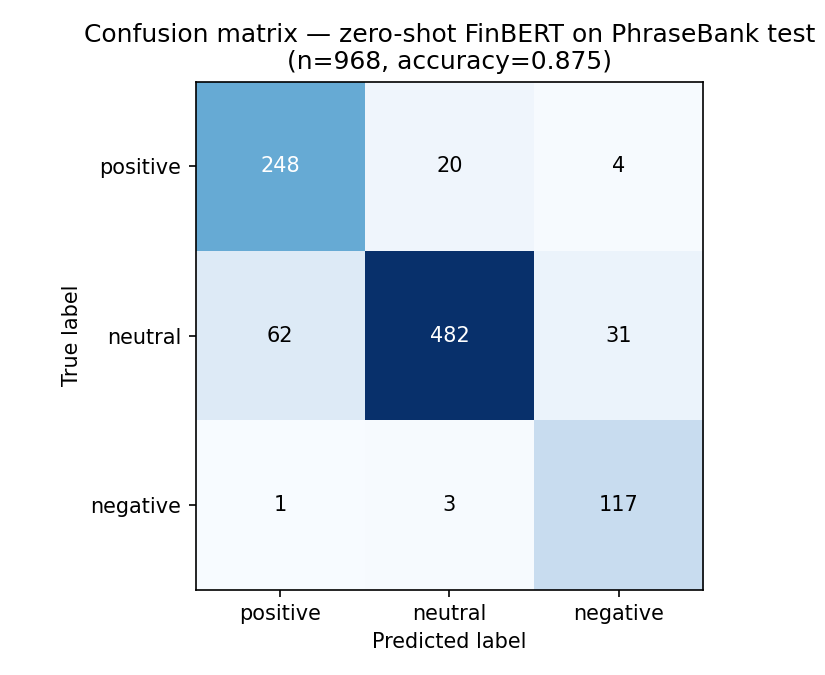 Confusion matrix — zero-shot FinBERT on PhraseBank test
(n=968, accuracy=0.875)
positive 248 20 4
neutral 62 482 31
negative 1 3 117
True label
positive neutral negative
Predicted label